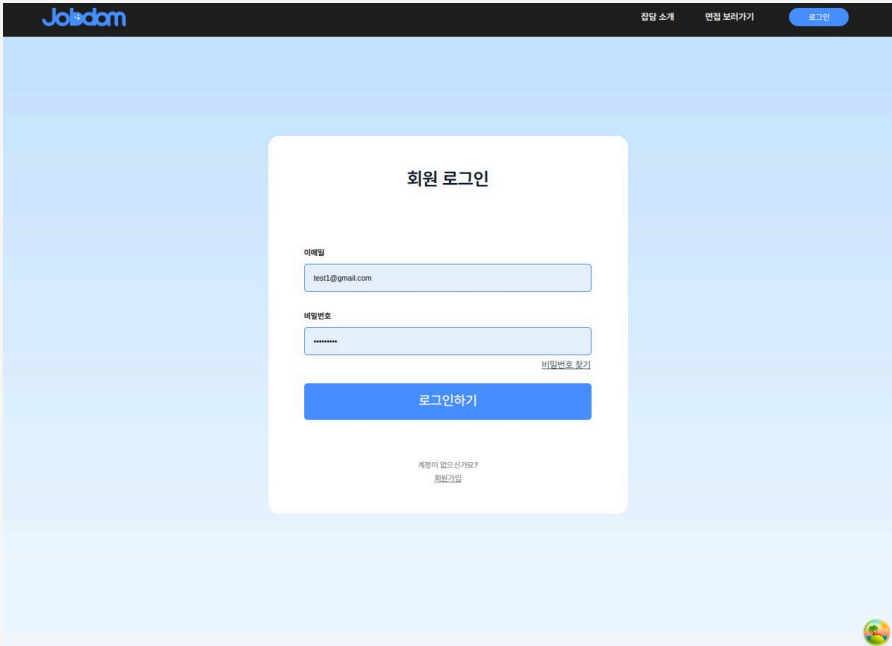 Jobdam
잡담 소개 면접 보러가기 로그인
회원 로그인
이메일
test1@gmail.com
비밀번호
•••••••••
비밀번호 찾기
로그인하기
계정이 없으신가요?
회원가입